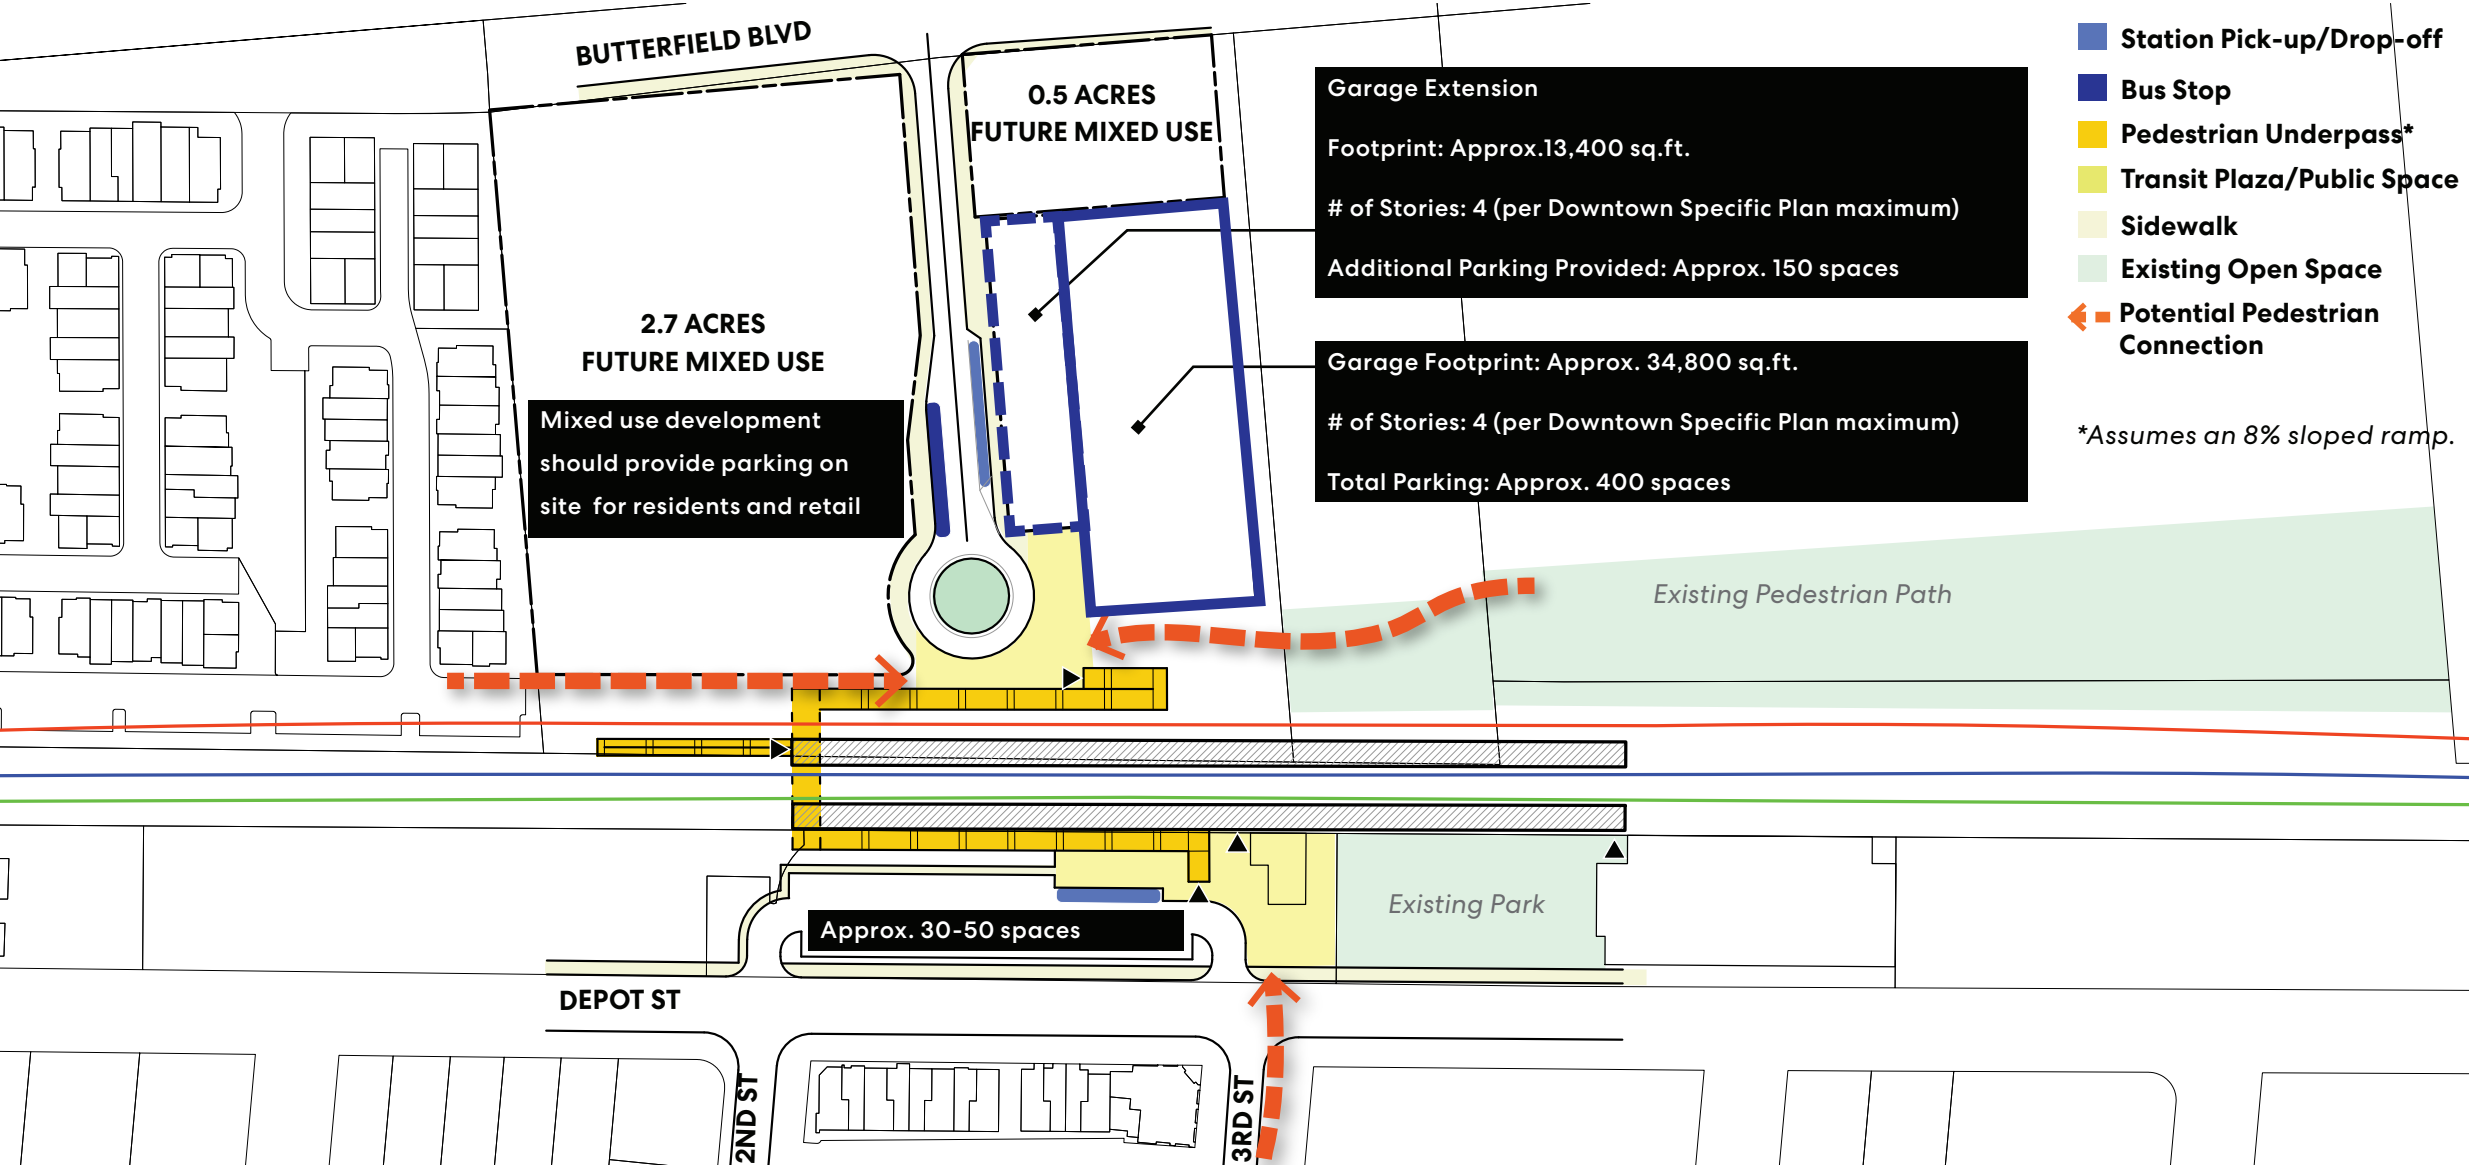 BUTTERFIELD BLVD
0.5 ACRES
FUTURE MIXED USE
2.7 ACRES
FUTURE MIXED USE
Mixed use development
should provide parking on
site for residents and retail
Garage Extension
Footprint: Approx.13,400 sq.ft.
# of Stories: 4 (per Downtown Specific Plan maximum)
Additional Parking Provided: Approx. 150 spaces
Garage Footprint: Approx. 34,800 sq.ft.
# of Stories: 4 (per Downtown Specific Plan maximum)
Total Parking: Approx. 400 spaces
Station Pick-up/Drop-off
Bus Stop
Pedestrian Underpass*
Transit Plaza/Public Space
Sidewalk
Existing Open Space
Potential Pedestrian
Connection
*Assumes an 8% sloped ramp.
Existing Pedestrian Path
Existing Park
Approx. 30-50 spaces
DEPOT ST
2ND ST
3RD ST